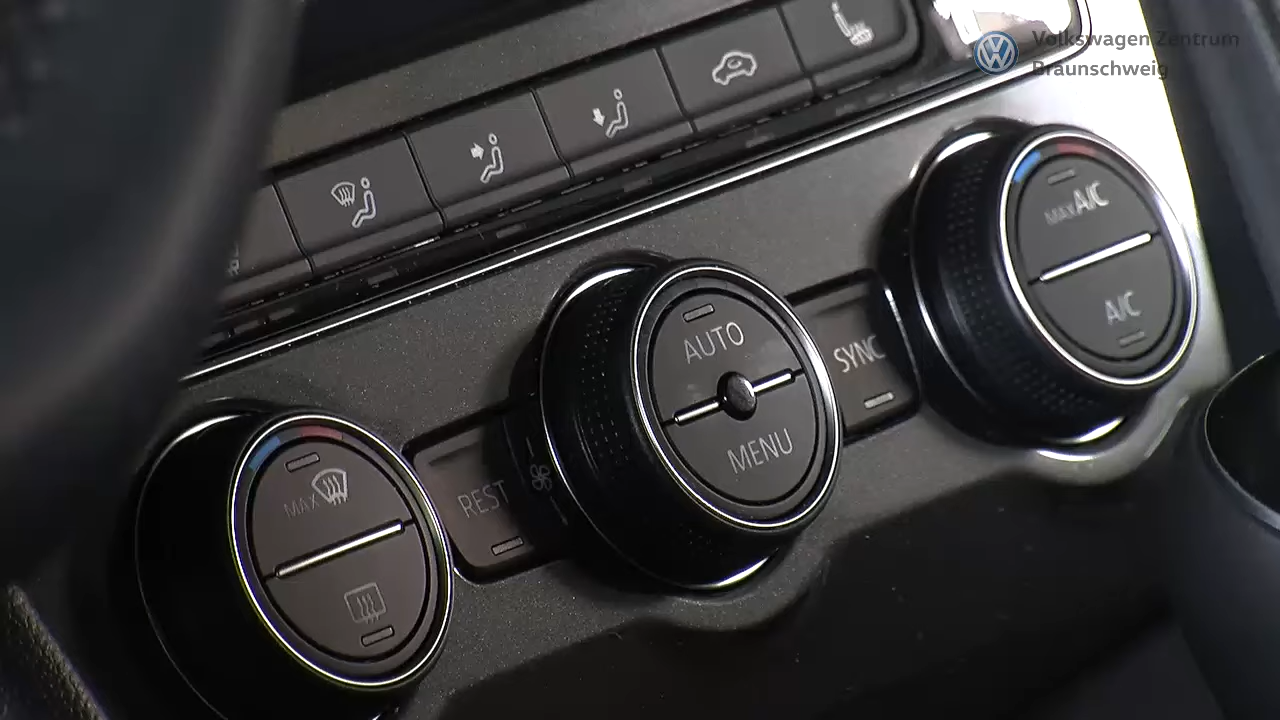 Volkswagen Zentrum
Braunschweig
MAX A/C
A/C
AUTO
MENU
SYNC
REST
MAX